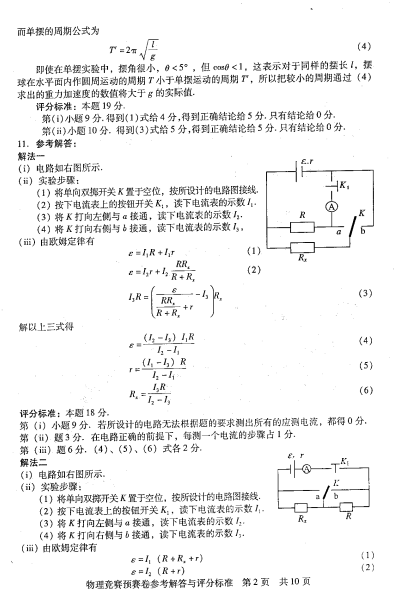 而单摆的周期公式为
T' = 2π√(l/g) (4)
即使在单摆实验中，摆角很小，θ<5°，但 cosθ<1，这表示对于同样的摆长 l，摆
球在水平面内作圆周运动的周期 T 小于单摆运动的周期 T'，所以把较小的周期通过 (4)
求出的重力加速度的数值将大于 g 的实际值.
评分标准：本题 19 分.
第(i)小题 9 分. 得到(1)式给 4 分,得到正确结论给 5 分. 只有结论给 0 分.
第(ii)小题 10 分. 得到(3)式给 5 分,得到正确结论给 5 分. 只有结论给 0 分.
11. 参考解答：
解法一
(i) 电路如右图所示.
(ii) 实验步骤：
(1) 将单向双掷开关 K 置于空位，按所设计的电路图接线.
(2) 按下电流表上的按钮开关 K₁，读下电流表的示数 I₁.
(3) 将 K 打向左侧与 a 接通，读下电流表的示数 I₂.
(4) 将 K 打向右侧与 b 接通，读下电流表的示数 I₃，
(iii) 由欧姆定律有
ε, r
K₁
A
R
K
a
b
Rₓ
ε = I₁R + I₁r (1)
ε = I₂r + I₂ RRₓ/(R + Rₓ) (2)
I₃R = (ε/(RRₓ/(R + Rₓ) + r) − I₃)Rₓ (3)
解以上三式得
ε = (I₂ − I₃) I₁R/(I₂ − I₁) (4)
r = (I₁ − I₃) R/(I₂ − I₁) (5)
Rₓ = I₃R/(I₂ − I₃) (6)
评分标准：本题 18 分.
第（i）小题 9 分. 若所设计的电路无法根据题的要求测出所有的应测电流，都得 0 分.
第（ii）题 3 分. 在电路正确的前提下，每测一个电流的步骤占 1 分.
第（iii）题 6 分. (4)、(5)、(6) 式各 2 分.
解法二
(i) 电路如右图所示.
(ii) 实验步骤：
(1) 将单向双掷开关 K 置于空位，按所设计的电路图接线.
(2) 按下电流表上的按钮开关 K₁，读下电流表的示数 I₁.
(3) 将 K 打向左侧与 a 接通，读下电流表的示数 I₂.
(4) 将 K 打向右侧与 b 接通，读下电流表的示数 I₃.
ε, r
A
K₁
a
K
b
Rₓ
R
(iii) 由欧姆定律有
ε = I₁ (R + Rₓ + r) (1)
ε = I₂ (R + r) (2)
物理竞赛预赛卷参考解答与评分标准 第 2 页 共 10 页